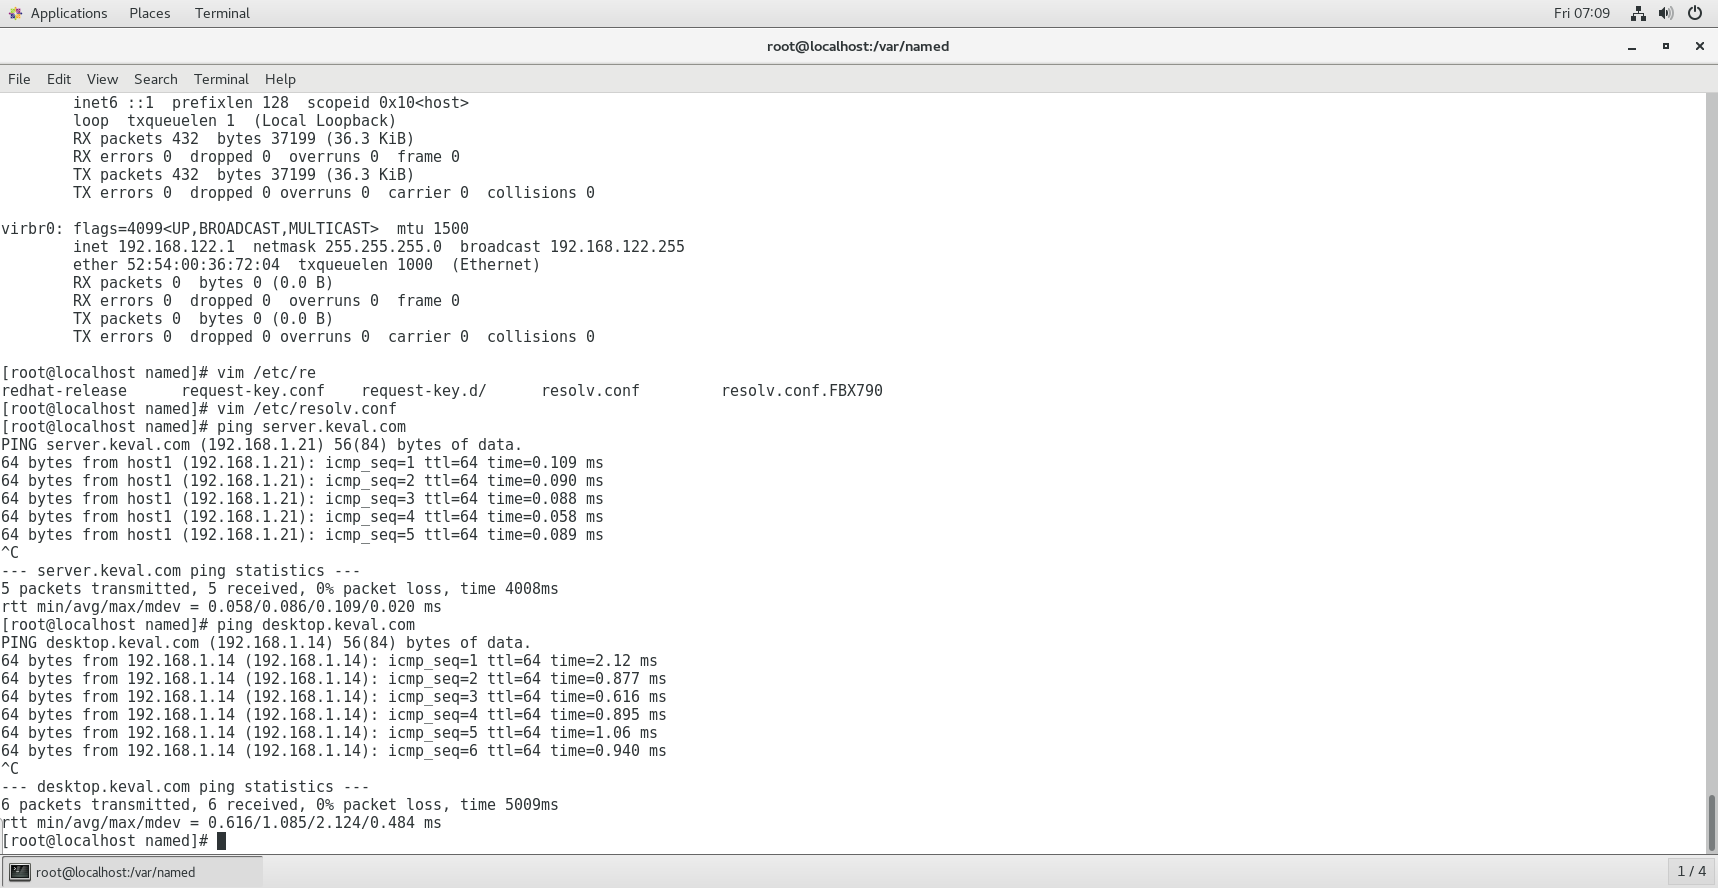 Applications Places Terminal Fri 07:09
root@localhost:/var/named
File Edit View Search Terminal Help
inet6 ::1  prefixlen 128  scopeid 0x10<host>
loop  txqueuelen 1  (Local Loopback)
RX packets 432  bytes 37199 (36.3 KiB)
RX errors 0  dropped 0  overruns 0  frame 0
TX packets 432  bytes 37199 (36.3 KiB)
TX errors 0  dropped 0 overruns 0  carrier 0  collisions 0
virbr0: flags=4099<UP,BROADCAST,MULTICAST>  mtu 1500
inet 192.168.122.1  netmask 255.255.255.0  broadcast 192.168.122.255
ether 52:54:00:36:72:04  txqueuelen 1000  (Ethernet)
RX packets 0  bytes 0 (0.0 B)
RX errors 0  dropped 0  overruns 0  frame 0
TX packets 0  bytes 0 (0.0 B)
TX errors 0  dropped 0 overruns 0  carrier 0  collisions 0
[root@localhost named]# vim /etc/re
redhat-release      request-key.conf    request-key.d/      resolv.conf         resolv.conf.FBX790
[root@localhost named]# vim /etc/resolv.conf
[root@localhost named]# ping server.keval.com
PING server.keval.com (192.168.1.21) 56(84) bytes of data.
64 bytes from host1 (192.168.1.21): icmp_seq=1 ttl=64 time=0.109 ms
64 bytes from host1 (192.168.1.21): icmp_seq=2 ttl=64 time=0.090 ms
64 bytes from host1 (192.168.1.21): icmp_seq=3 ttl=64 time=0.088 ms
64 bytes from host1 (192.168.1.21): icmp_seq=4 ttl=64 time=0.058 ms
64 bytes from host1 (192.168.1.21): icmp_seq=5 ttl=64 time=0.089 ms
^C
--- server.keval.com ping statistics ---
5 packets transmitted, 5 received, 0% packet loss, time 4008ms
rtt min/avg/max/mdev = 0.058/0.086/0.109/0.020 ms
[root@localhost named]# ping desktop.keval.com
PING desktop.keval.com (192.168.1.14) 56(84) bytes of data.
64 bytes from 192.168.1.14 (192.168.1.14): icmp_seq=1 ttl=64 time=2.12 ms
64 bytes from 192.168.1.14 (192.168.1.14): icmp_seq=2 ttl=64 time=0.877 ms
64 bytes from 192.168.1.14 (192.168.1.14): icmp_seq=3 ttl=64 time=0.616 ms
64 bytes from 192.168.1.14 (192.168.1.14): icmp_seq=4 ttl=64 time=0.895 ms
64 bytes from 192.168.1.14 (192.168.1.14): icmp_seq=5 ttl=64 time=1.06 ms
64 bytes from 192.168.1.14 (192.168.1.14): icmp_seq=6 ttl=64 time=0.940 ms
^C
--- desktop.keval.com ping statistics ---
6 packets transmitted, 6 received, 0% packet loss, time 5009ms
rtt min/avg/max/mdev = 0.616/1.085/2.124/0.484 ms
[root@localhost named]#
root@localhost:/var/named 1 / 4